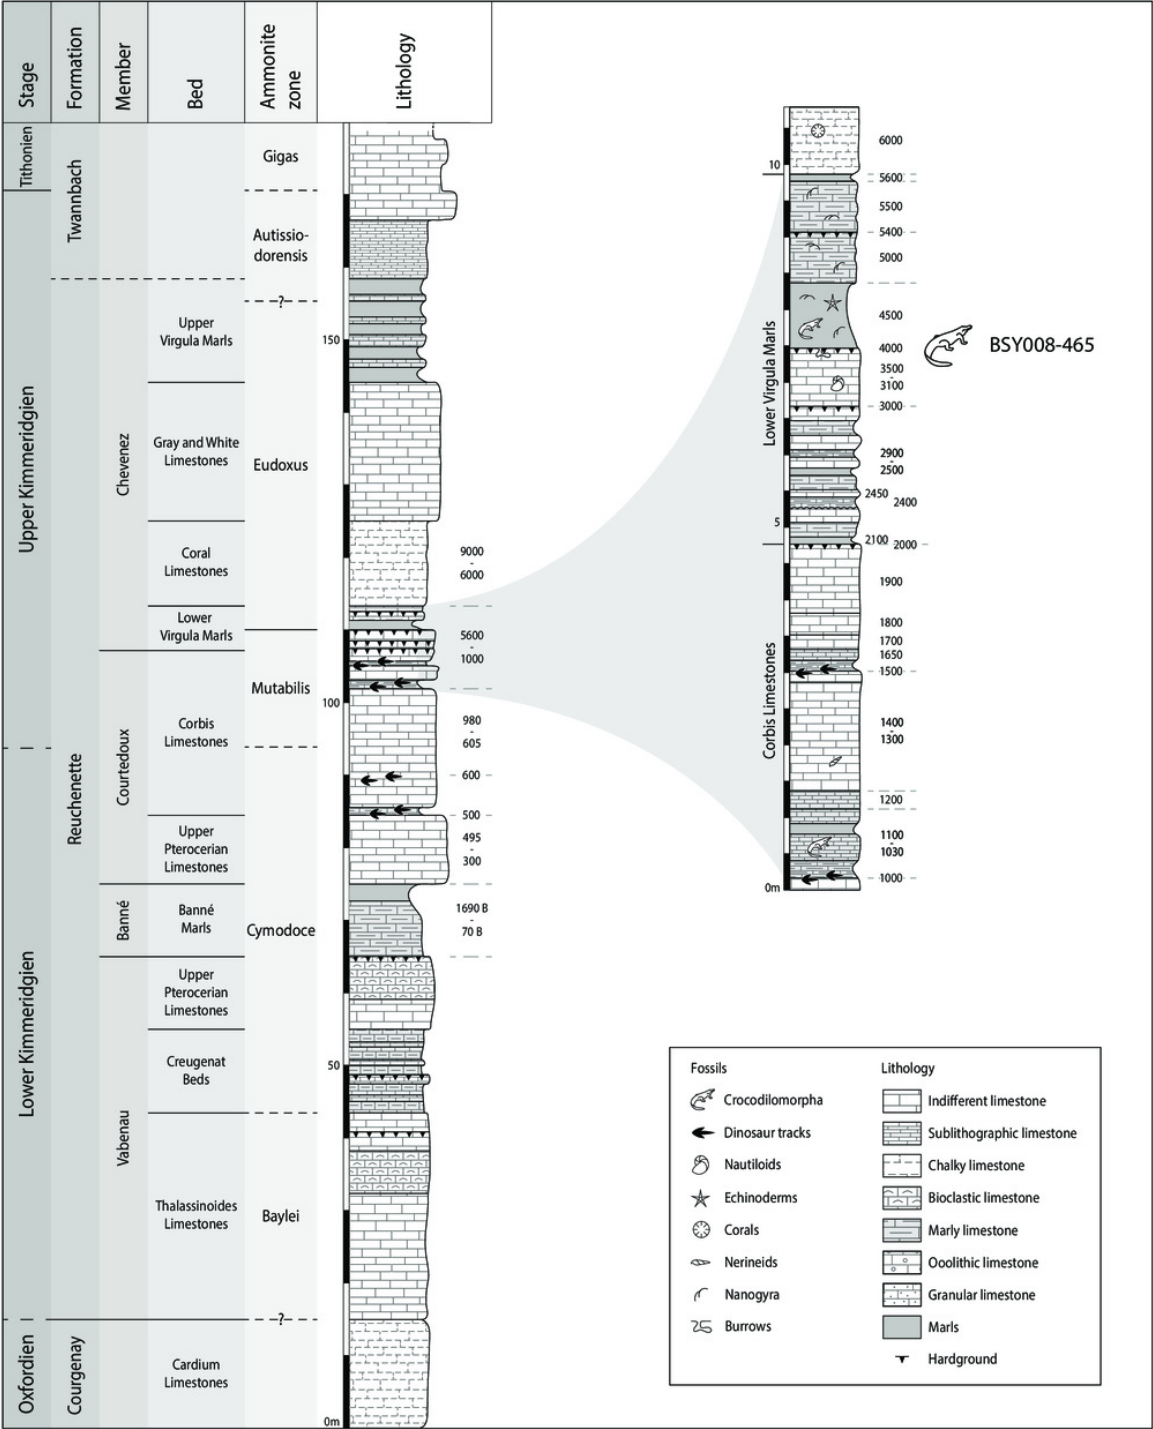 Stage
Formation
Member
Bed
Ammonite
zone
Lithology
Tithonien
Upper Kimmeridgien
Lower Kimmeridgien
Oxfordien
Twannbach
Reuchenette
Courgenay
Chevenez
Courtedoux
Banné
Vabenau
Upper
Virgula Marls
Gray and White
Limestones
Coral
Limestones
Lower
Virgula Marls
Corbis
Limestones
Upper
Pterocerian
Limestones
Banné
Marls
Upper
Pterocerian
Limestones
Creugenat
Beds
Thalassinoides
Limestones
Cardium
Limestones
Gigas
Autissio-
dorensis
?
Eudoxus
Mutabilis
Cymodoce
Baylei
?
150
100
50
0m
9000
-
6000
5600
-
1000
980
-
605
600
500
495
-
300
1690 B
-
70 B
10
5
0m
Lower Virgula Marls
Corbis Limestones
6000
5600
5500
5400
5000
4500
4000
3500
-
3100
3000
2900
-
2500
2450
2400
2100
2000
1900
1800
1700
1650
1500
1400
-
1300
1200
1100
-
1030
1000
BSY008-465
Fossils
Crocodilomorpha
Dinosaur tracks
Nautiloids
Echinoderms
Corals
Nerineids
Nanogyra
Burrows
Lithology
Indifferent limestone
Sublithographic limestone
Chalky limestone
Bioclastic limestone
Marly limestone
Ooolithic limestone
Granular limestone
Marls
Hardground